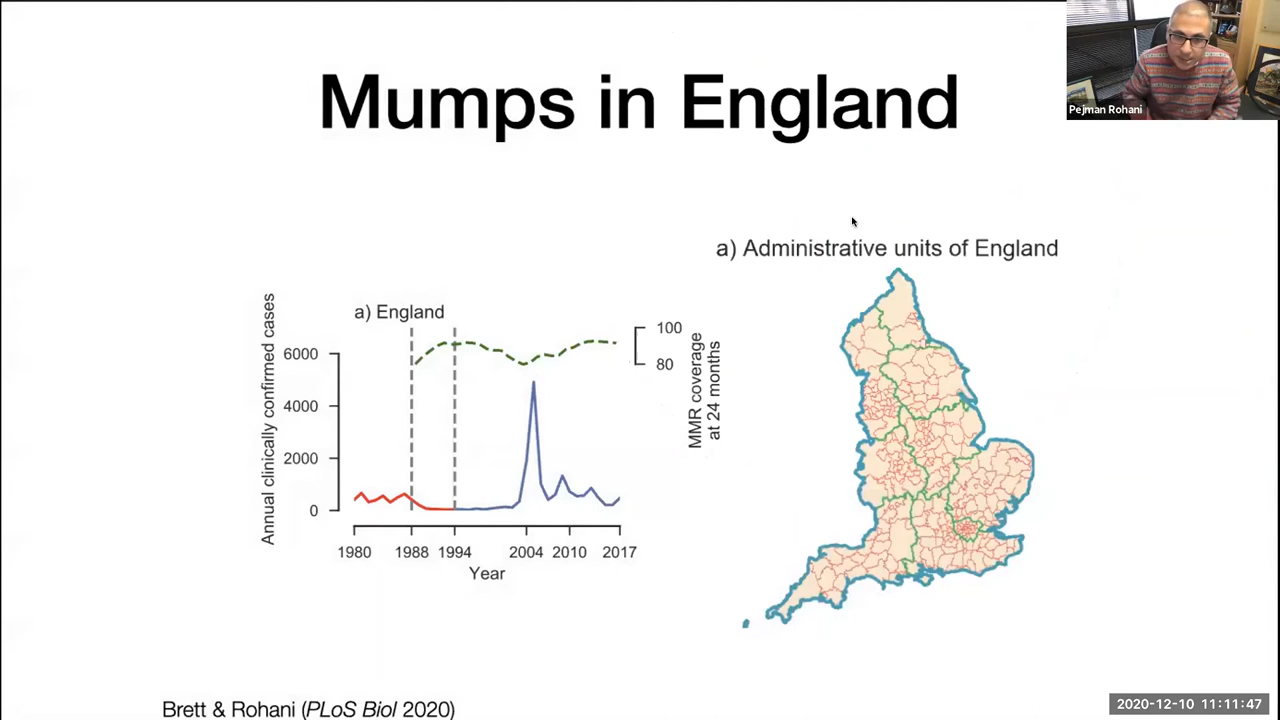 Mumps in England
Pejman Rohani
a) Administrative units of England
a) England
Annual clinically confirmed cases
6000
4000
2000
0
100
80
MMR coverage
at 24 months
1980 1988 1994 2004 2010 2017
Year
Brett & Rohani (PLoS Biol 2020)
2020-12-10 11:11:47